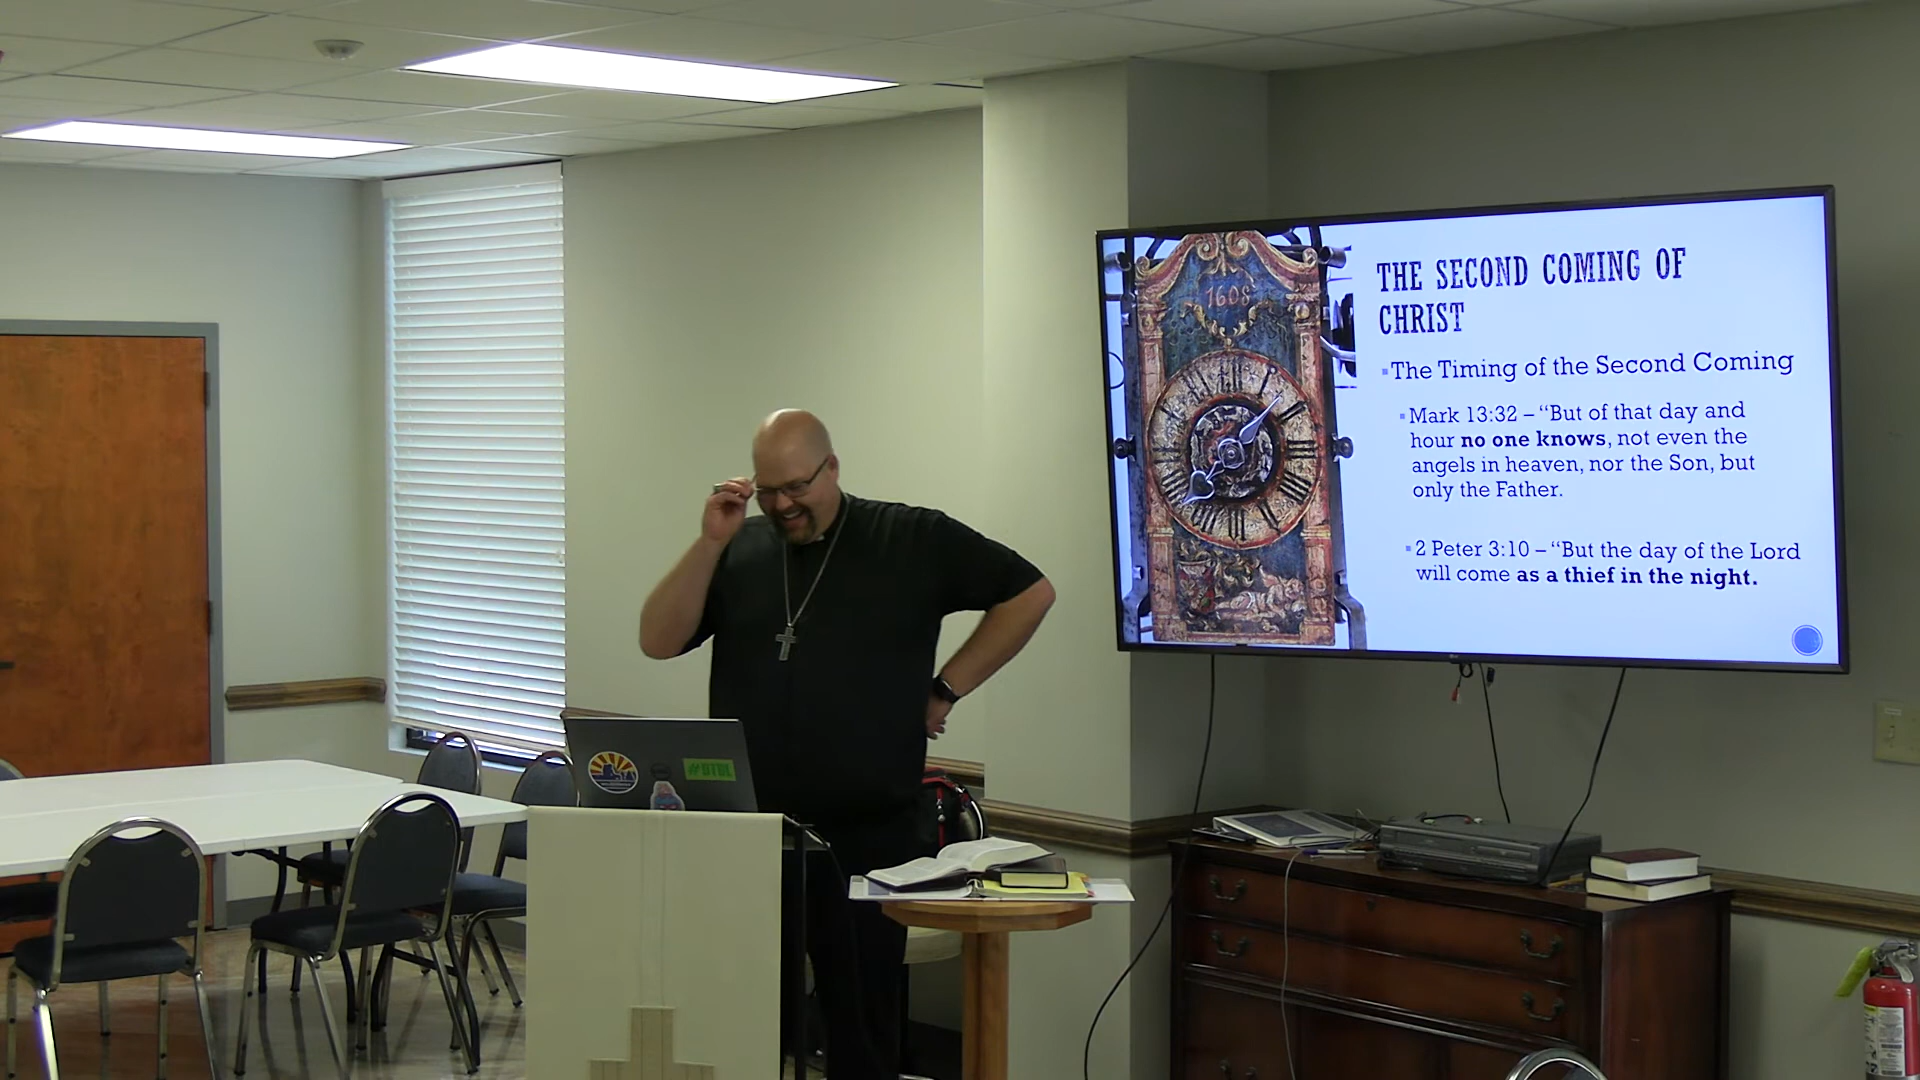 1608
THE SECOND COMING OF
CHRIST
The Timing of the Second Coming
Mark 13:32 – “But of that day and
hour no one knows, not even the
angels in heaven, nor the Son, but
only the Father.
2 Peter 3:10 – “But the day of the Lord
will come as a thief in the night.